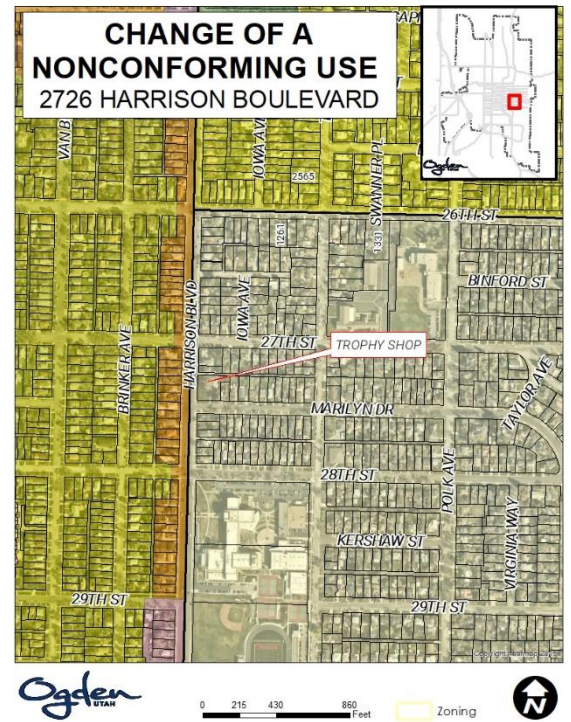 CHANGE OF A
NONCONFORMING USE
2726 HARRISON BOULEVARD
Ogden
UTAH
VAN B
IOWA AVE
SWANNER PL
2565
26TH ST
1261
1331
BINFORD ST
HARRISON BLVD
IOWA AVE
27TH ST
TROPHY SHOP
BRINKER AVE
MARILYN DR
TAYLOR AVE
28TH ST
POLK AVE
KERSHAW ST
VIRGINIA WAY
29TH ST
29TH ST
Ogden
UTAH
0 215 430 860
Feet
Zoning
N